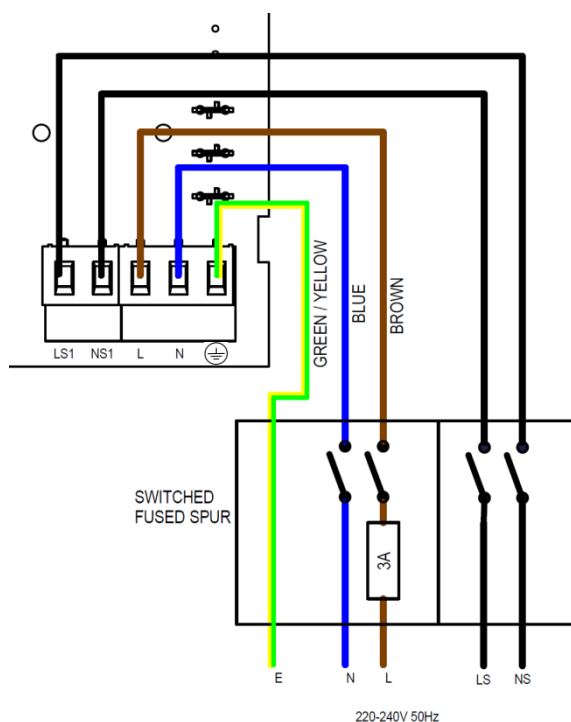 LS1 NS1 L N
GREEN / YELLOW
BLUE
BROWN
SWITCHED
FUSED SPUR
3A
E N L LS NS
220-240V 50Hz